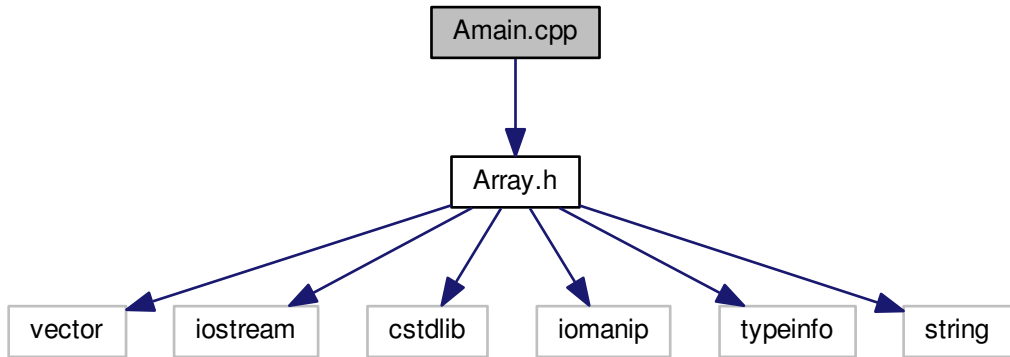 Amain.cpp
Array.h
vector
iostream
cstdlib
iomanip
typeinfo
string